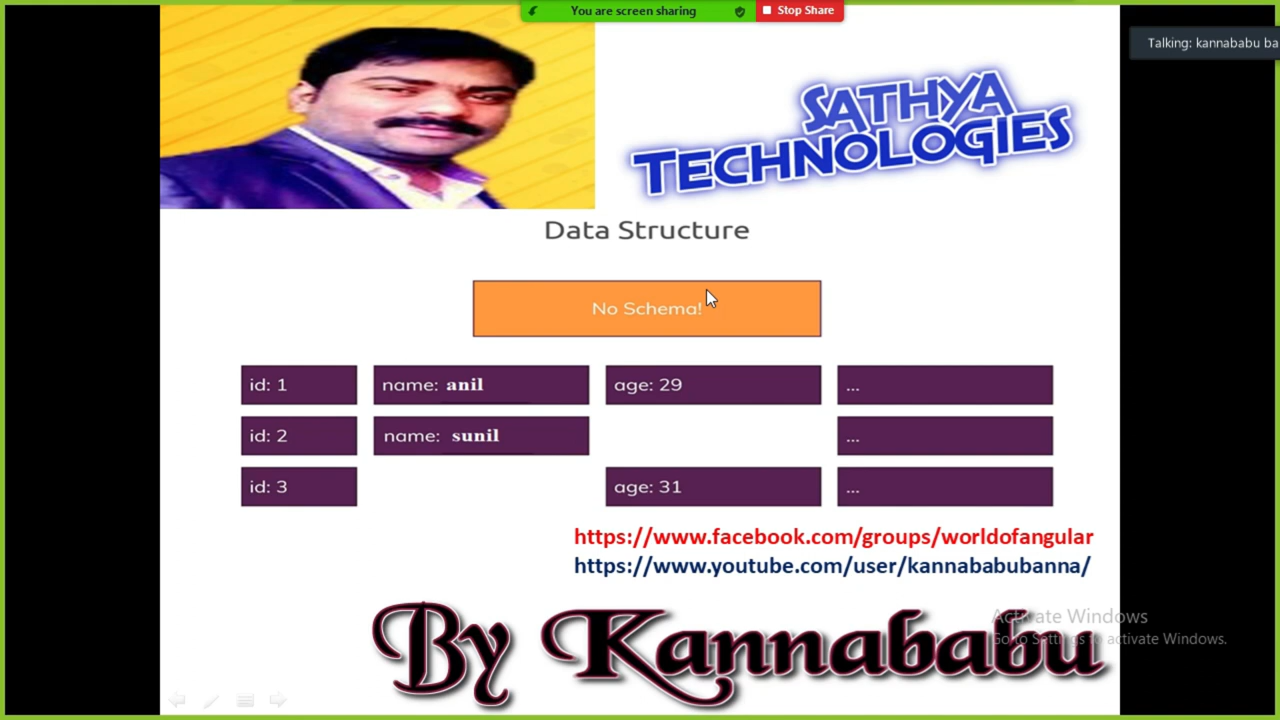 You are screen sharing
Stop Share
Talking: kannababu ba
SATHYA
TECHNOLOGIES
Data Structure
No Schema!
id: 1 name: anil age: 29 ...
id: 2 name: sunil ...
id: 3 age: 31 ...
https://www.facebook.com/groups/worldofangular
https://www.youtube.com/user/kannababubanna/
Activate Windows
Go to Settings to activate Windows.
By Kannababu